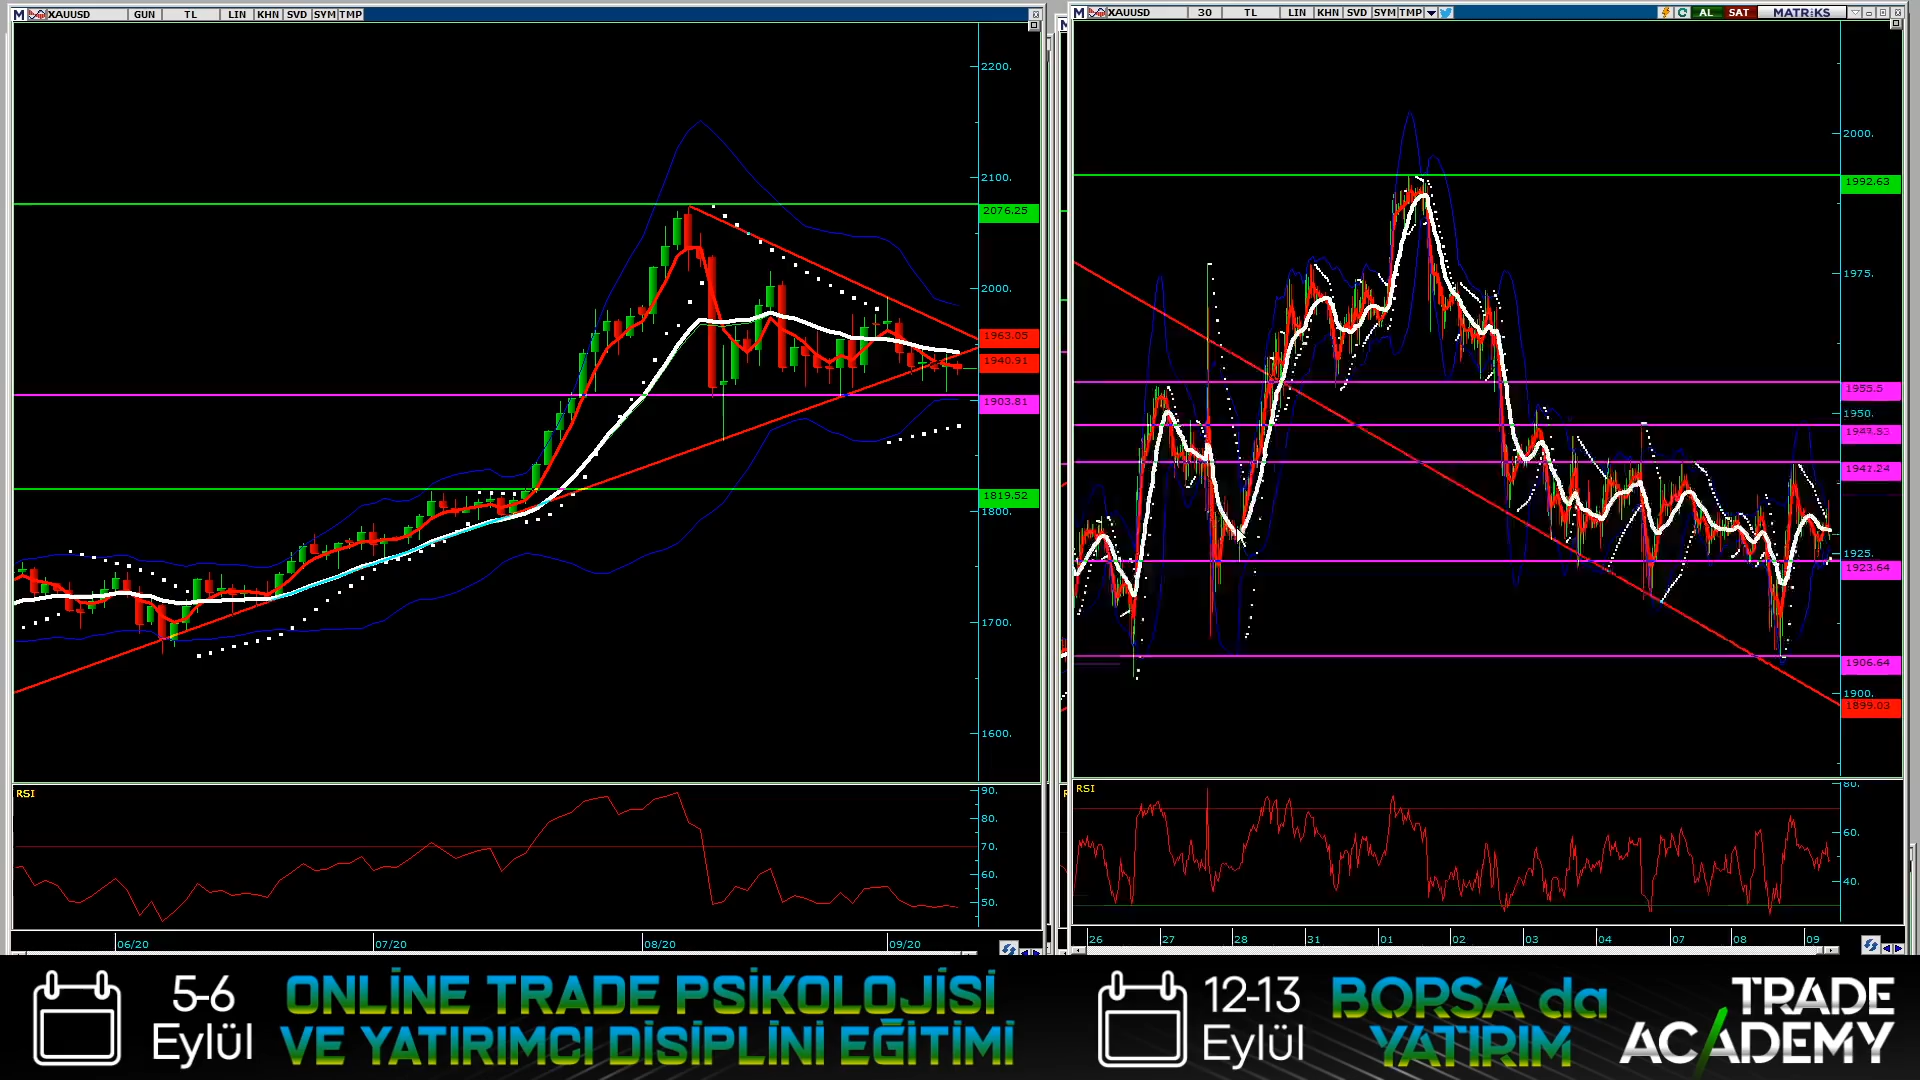 M XAUUSD GUN TL LIN KHN SVD SYM TMP
2200.
2100.
2076.25
2000.
1963.05
1940.91
1903.81
1819.52
1800.
1700.
1600.
RSI
90.
80.
70.
60.
50.
06/20 07/20 08/20 09/20
M XAUUSD 30 TL LIN KHN SVD SYM TMP AL SAT MATRiKS
2000.
1992.63
1975.
1955.5
1950.
1941.24
1925.
1923.64
1906.64
1900.
1899.03
RSI
80.
60.
40.
26 27 28 31 01 02 03 04 07 08 09
5-6
Eylül
ONLİNE TRADE PSİKOLOJİSİ
VE YATIRIMCI DİSİPLİNİ EĞİTİMİ
12-13
Eylül
BORSA da
YATIRIM
TRADE
ACADEMY